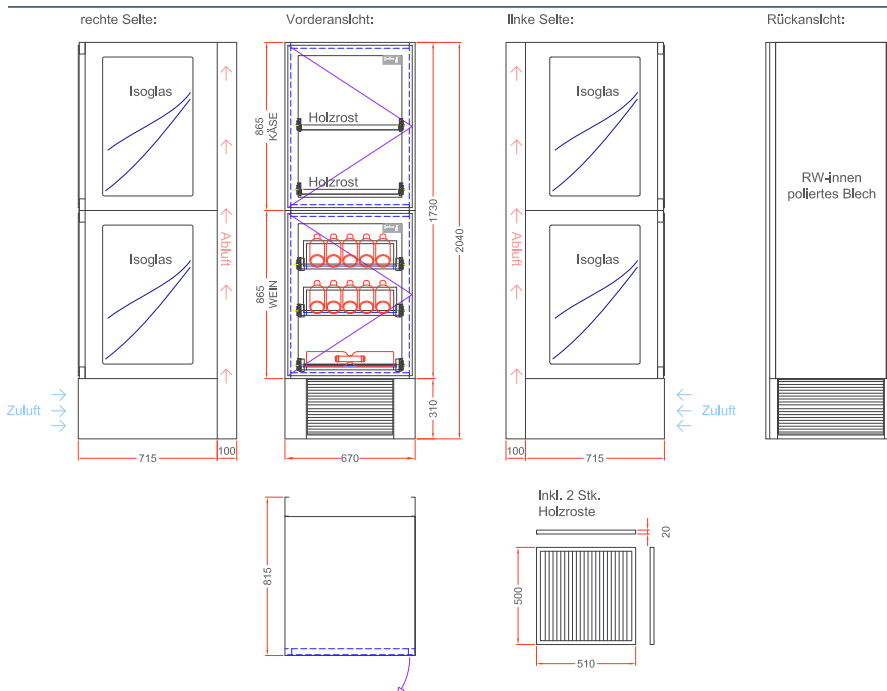 rechte Seite:
Vorderansicht:
linke Seite:
Rückansicht:
Isoglas
Holzrost
865
KÄSE
Holzrost
Isoglas
RW-innen
poliertes Blech
1730
2040
Abluft
Isoglas
865
WEIN
Abluft
Isoglas
Zuluft
310
Zuluft
715
100
670
100
715
Inkl. 2 Stk.
Holzroste
20
815
500
510